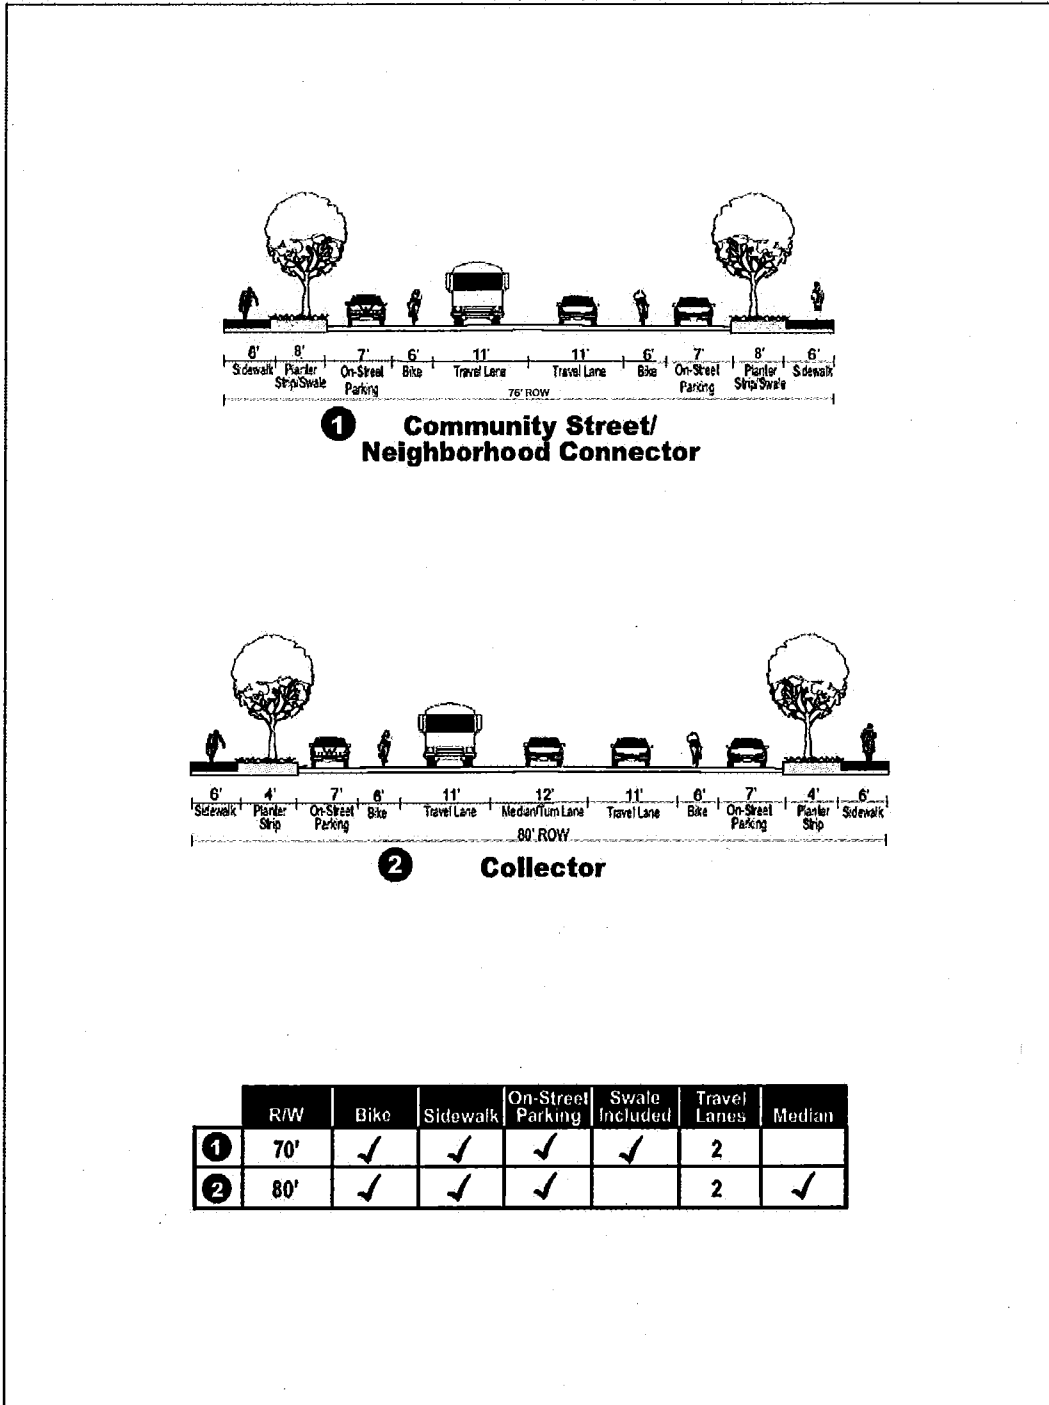 6' 8' 7' 6' 11' 11' 6' 7' 8' 6'
Sidewalk Planter Strip/Swale On-Street Parking Bike Travel Lane Travel Lane Bike On-Street Parking Planter Strip/Swale Sidewalk
76' ROW
1 Community Street/
Neighborhood Connector
6' 4' 7' 6' 11' 12' 11' 6' 7' 4' 6'
Sidewalk Planter Strip On-Street Parking Bike Travel Lane Median/Turn Lane Travel Lane Bike On-Street Parking Planter Strip Sidewalk
80' ROW
2 Collector
R/W Bike Sidewalk On-Street Parking Swale Included Travel Lanes Median
1 70' ✓ ✓ ✓ ✓ 2
2 80' ✓ ✓ ✓ 2 ✓